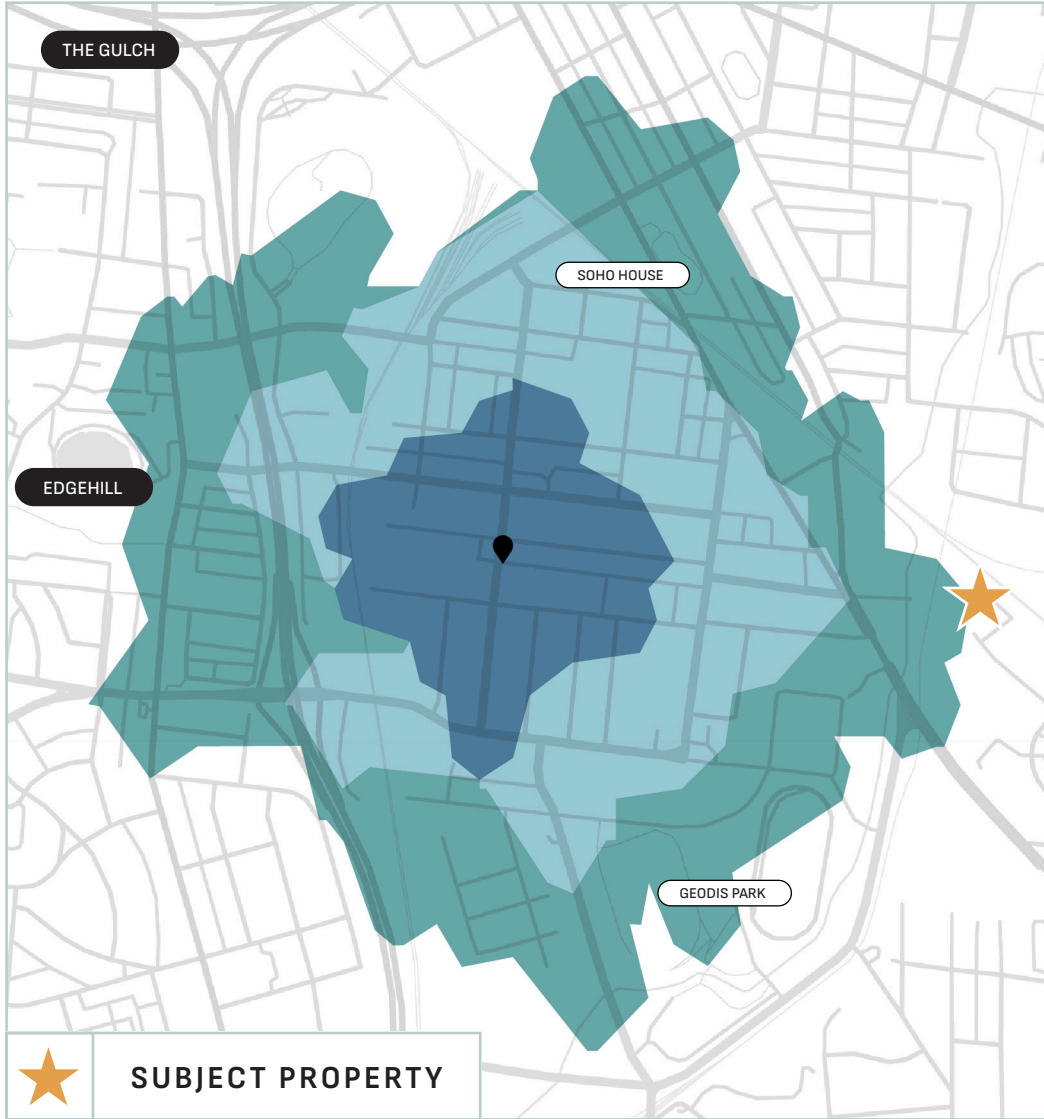 THE GULCH
SOHO HOUSE
EDGEHILL
GEODIS PARK
SUBJECT PROPERTY